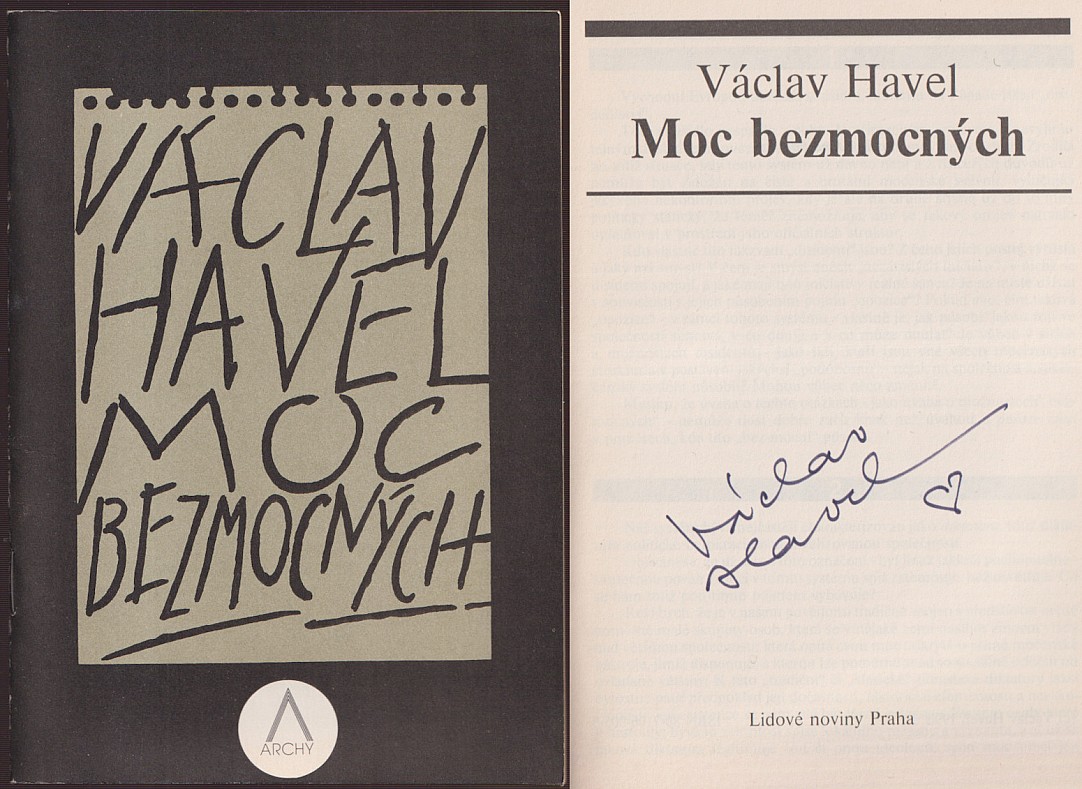 VÁCLAV
HAVEL
MOC
BEZMOCNÝCH
ARCHY
Václav Havel
Moc bezmocných
Václav
Havel
Lidové noviny Praha